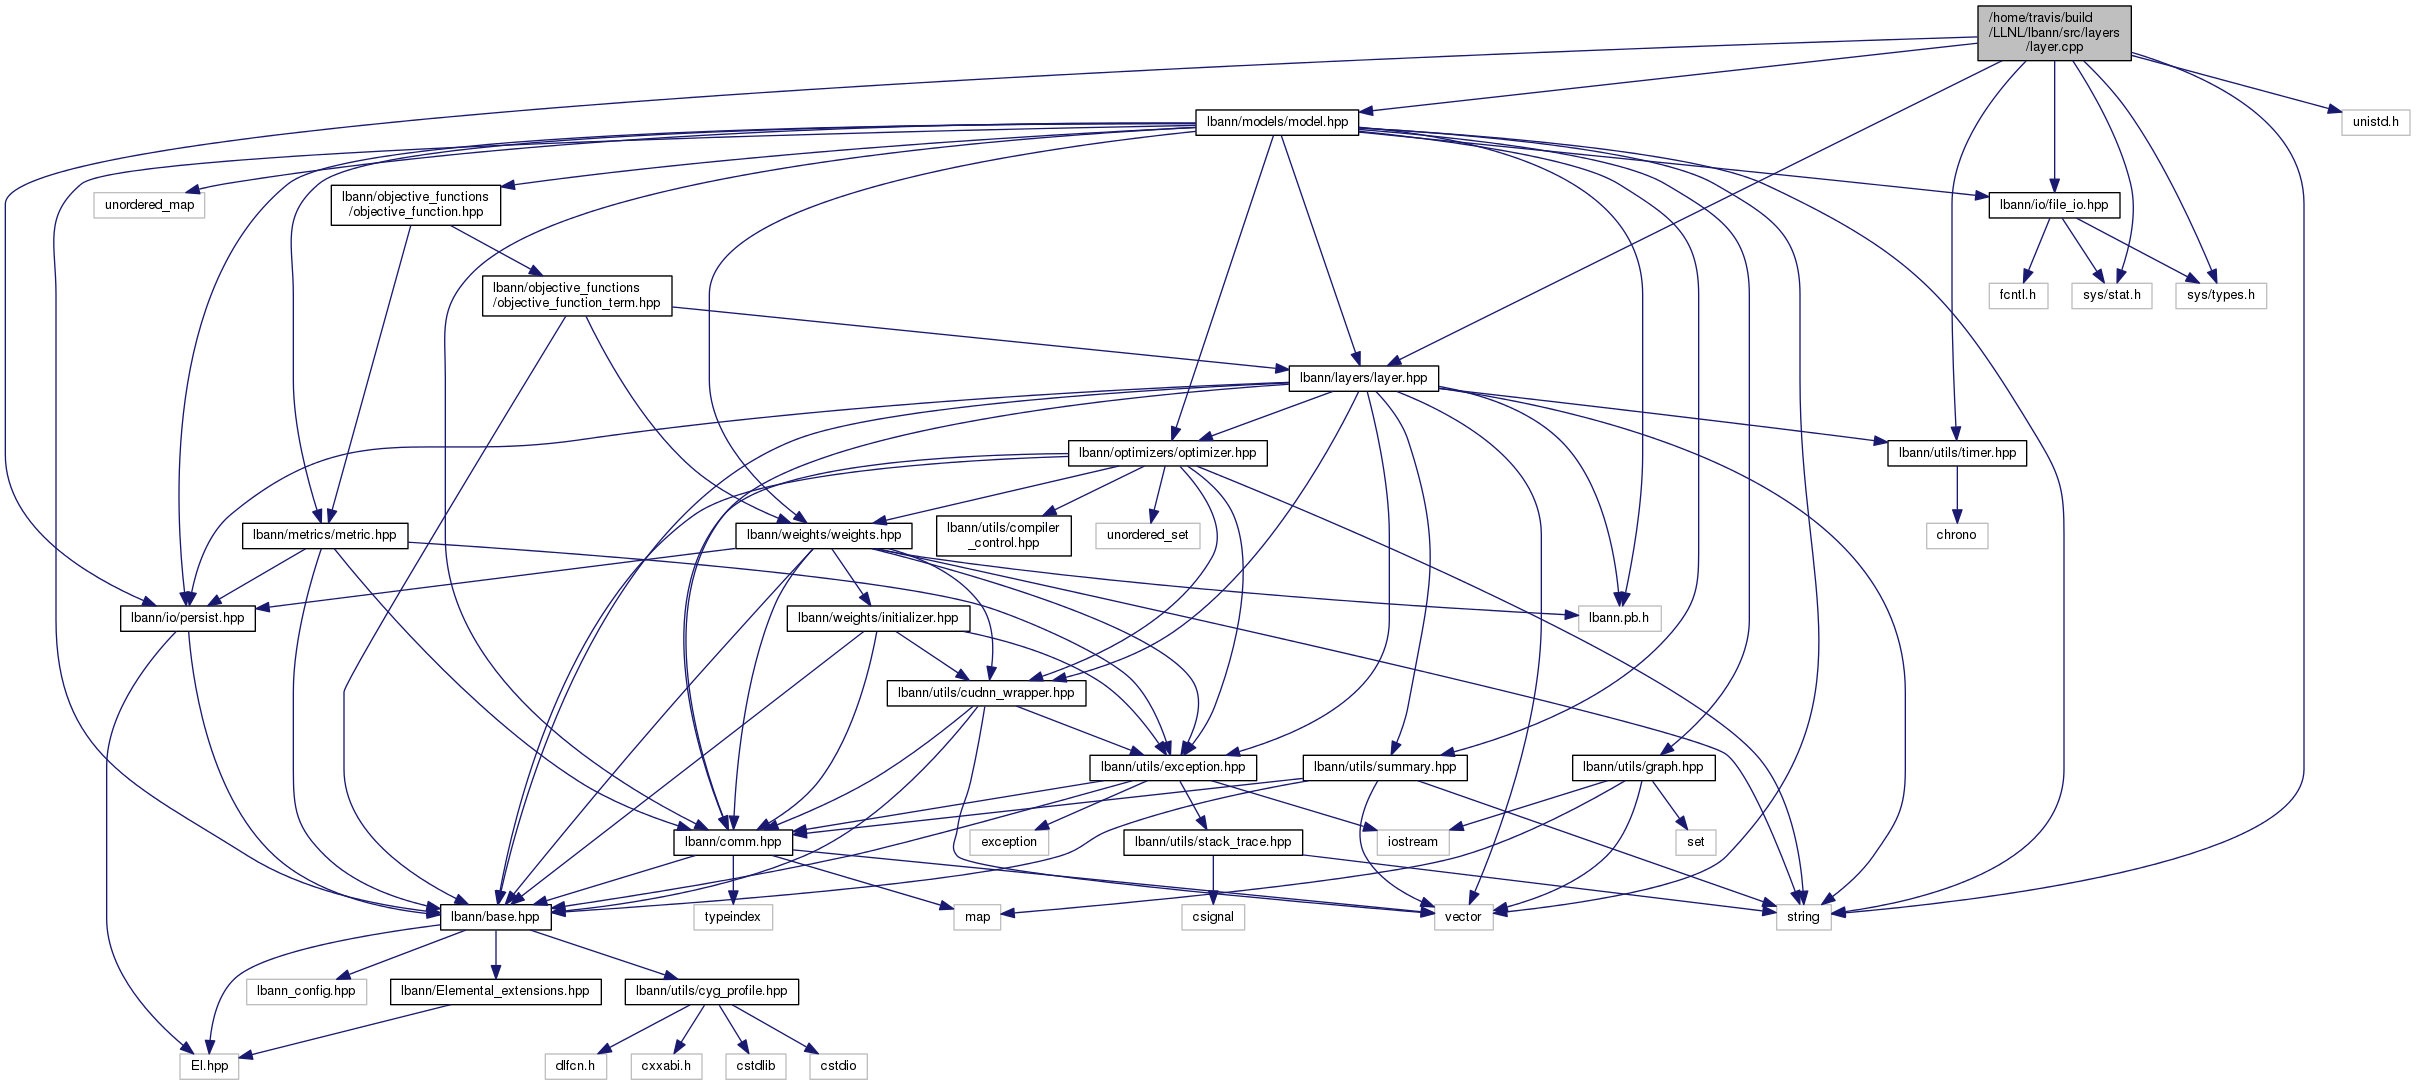 /home/travis/build
/LLNL/lbann/src/layers
/layer.cpp
lbann/models/model.hpp
unistd.h
unordered_map
lbann/objective_functions
/objective_function.hpp
lbann/io/file_io.hpp
lbann/objective_functions
/objective_function_term.hpp
fcntl.h
sys/stat.h
sys/types.h
lbann/layers/layer.hpp
lbann/optimizers/optimizer.hpp
lbann/utils/timer.hpp
lbann/metrics/metric.hpp
lbann/weights/weights.hpp
lbann/utils/compiler
_control.hpp
unordered_set
chrono
lbann/io/persist.hpp
lbann/weights/initializer.hpp
lbann.pb.h
lbann/utils/cudnn_wrapper.hpp
lbann/utils/exception.hpp
lbann/utils/summary.hpp
lbann/utils/graph.hpp
lbann/comm.hpp
exception
lbann/utils/stack_trace.hpp
iostream
set
lbann/base.hpp
typeindex
map
csignal
vector
string
lbann_config.hpp
lbann/Elemental_extensions.hpp
lbann/utils/cyg_profile.hpp
El.hpp
dlfcn.h
cxxabi.h
cstdlib
cstdio